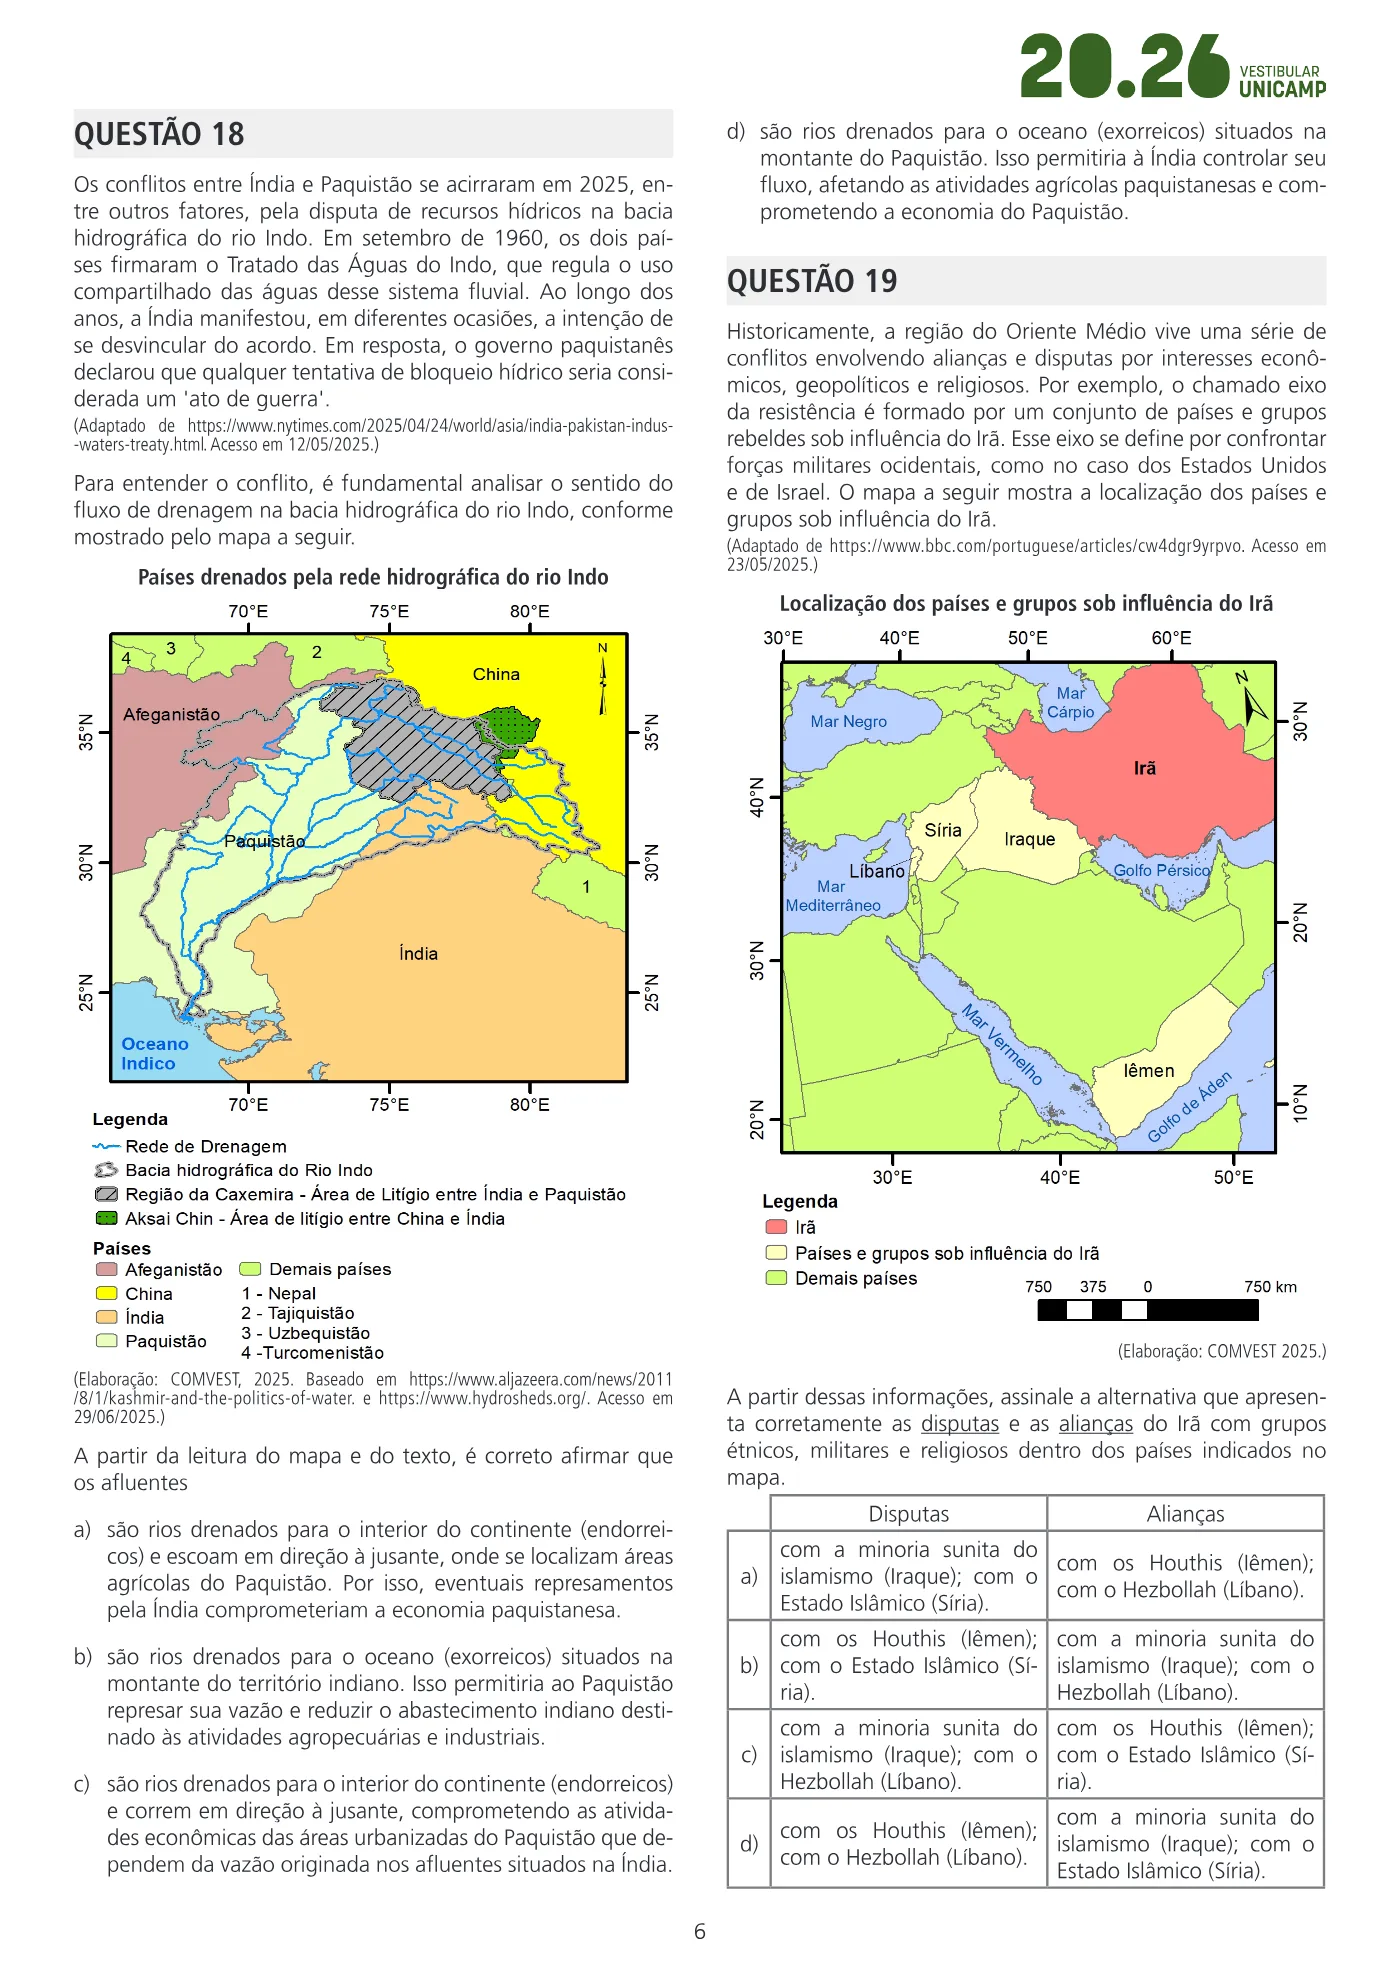 20.26 VESTIBULAR
UNICAMP
QUESTÃO 18
Os conflitos entre Índia e Paquistão se acirraram em 2025, en-
tre outros fatores, pela disputa de recursos hídricos na bacia
hidrográfica do rio Indo. Em setembro de 1960, os dois paí-
ses firmaram o Tratado das Águas do Indo, que regula o uso
compartilhado das águas desse sistema fluvial. Ao longo dos
anos, a Índia manifestou, em diferentes ocasiões, a intenção de
se desvincular do acordo. Em resposta, o governo paquistanês
declarou que qualquer tentativa de bloqueio hídrico seria consi-
derada um 'ato de guerra'.
(Adaptado de https://www.nytimes.com/2025/04/24/world/asia/india-pakistan-indus-
-waters-treaty.html. Acesso em 12/05/2025.)
Para entender o conflito, é fundamental analisar o sentido do
fluxo de drenagem na bacia hidrográfica do rio Indo, conforme
mostrado pelo mapa a seguir.
Países drenados pela rede hidrográfica do rio Indo
70°E 75°E 80°E
4 3 2
China
N
Afeganistão
35°N 35°N
Paquistão
30°N 30°N
1
Índia
25°N 25°N
Oceano
Indico
70°E 75°E 80°E
Legenda
Rede de Drenagem
Bacia hidrográfica do Rio Indo
Região da Caxemira - Área de Litígio entre Índia e Paquistão
Aksai Chin - Área de litígio entre China e Índia
Países
Afeganistão Demais países
China 1 - Nepal
Índia 2 - Tajiquistão
Paquistão 3 - Uzbequistão
4 -Turcomenistão
(Elaboração: COMVEST, 2025. Baseado em https://www.aljazeera.com/news/2011
/8/1/kashmir-and-the-politics-of-water. e https://www.hydrosheds.org/. Acesso em
29/06/2025.)
A partir da leitura do mapa e do texto, é correto afirmar que
os afluentes
a) são rios drenados para o interior do continente (endorrei-
cos) e escoam em direção à jusante, onde se localizam áreas
agrícolas do Paquistão. Por isso, eventuais represamentos
pela Índia comprometeriam a economia paquistanesa.
b) são rios drenados para o oceano (exorreicos) situados na
montante do território indiano. Isso permitiria ao Paquistão
represar sua vazão e reduzir o abastecimento indiano desti-
nado às atividades agropecuárias e industriais.
c) são rios drenados para o interior do continente (endorreicos)
e correm em direção à jusante, comprometendo as ativida-
des econômicas das áreas urbanizadas do Paquistão que de-
pendem da vazão originada nos afluentes situados na Índia.
d) são rios drenados para o oceano (exorreicos) situados na
montante do Paquistão. Isso permitiria à Índia controlar seu
fluxo, afetando as atividades agrícolas paquistanesas e com-
prometendo a economia do Paquistão.
QUESTÃO 19
Historicamente, a região do Oriente Médio vive uma série de
conflitos envolvendo alianças e disputas por interesses econô-
micos, geopolíticos e religiosos. Por exemplo, o chamado eixo
da resistência é formado por um conjunto de países e grupos
rebeldes sob influência do Irã. Esse eixo se define por confrontar
forças militares ocidentais, como no caso dos Estados Unidos
e de Israel. O mapa a seguir mostra a localização dos países e
grupos sob influência do Irã.
(Adaptado de https://www.bbc.com/portuguese/articles/cw4dgr9yrpvo. Acesso em
23/05/2025.)
Localização dos países e grupos sob influência do Irã
30°E 40°E 50°E 60°E
Mar Negro
Mar
Cárpio
N
30°N
Irã
40°N
Síria
Iraque
Líbano
Golfo Pérsico
Mar
Mediterrâneo
20°N
30°N
Mar Vermelho
Iêmen
Golfo de Áden
20°N
10°N
30°E 40°E 50°E
Legenda
Irã
Países e grupos sob influência do Irã
Demais países
750 375 0 750 km
(Elaboração: COMVEST 2025.)
A partir dessas informações, assinale a alternativa que apresen-
ta corretamente as disputas e as alianças do Irã com grupos
étnicos, militares e religiosos dentro dos países indicados no
mapa.
Disputas Alianças
a) com a minoria sunita do islamismo (Iraque); com o Estado Islâmico (Síria). com os Houthis (Iêmen); com o Hezbollah (Líbano).
b) com os Houthis (Iêmen); com o Estado Islâmico (Sí-ria). com a minoria sunita do islamismo (Iraque); com o Hezbollah (Líbano).
c) com a minoria sunita do islamismo (Iraque); com o Hezbollah (Líbano). com os Houthis (Iêmen); com o Estado Islâmico (Sí-ria).
d) com os Houthis (Iêmen); com o Hezbollah (Líbano). com a minoria sunita do islamismo (Iraque); com o Estado Islâmico (Síria).
6